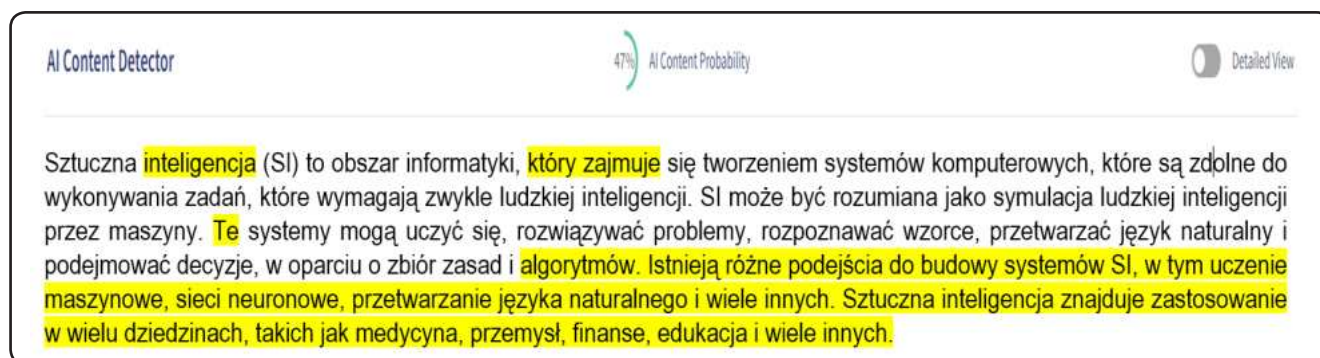 AI Content Detector 47% AI Content Probability Detailed View
Sztuczna inteligencja (SI) to obszar informatyki, który zajmuje się tworzeniem systemów komputerowych, które są zdolne do
wykonywania zadań, które wymagają zwykle ludzkiej inteligencji. SI może być rozumiana jako symulacja ludzkiej inteligencji
przez maszyny. Te systemy mogą uczyć się, rozwiązywać problemy, rozpoznawać wzorce, przetwarzać język naturalny i
podejmować decyzje, w oparciu o zbiór zasad i algorytmów. Istnieją różne podejścia do budowy systemów SI, w tym uczenie
maszynowe, sieci neuronowe, przetwarzanie języka naturalnego i wiele innych. Sztuczna inteligencja znajduje zastosowanie
w wielu dziedzinach, takich jak medycyna, przemysł, finanse, edukacja i wiele innych.